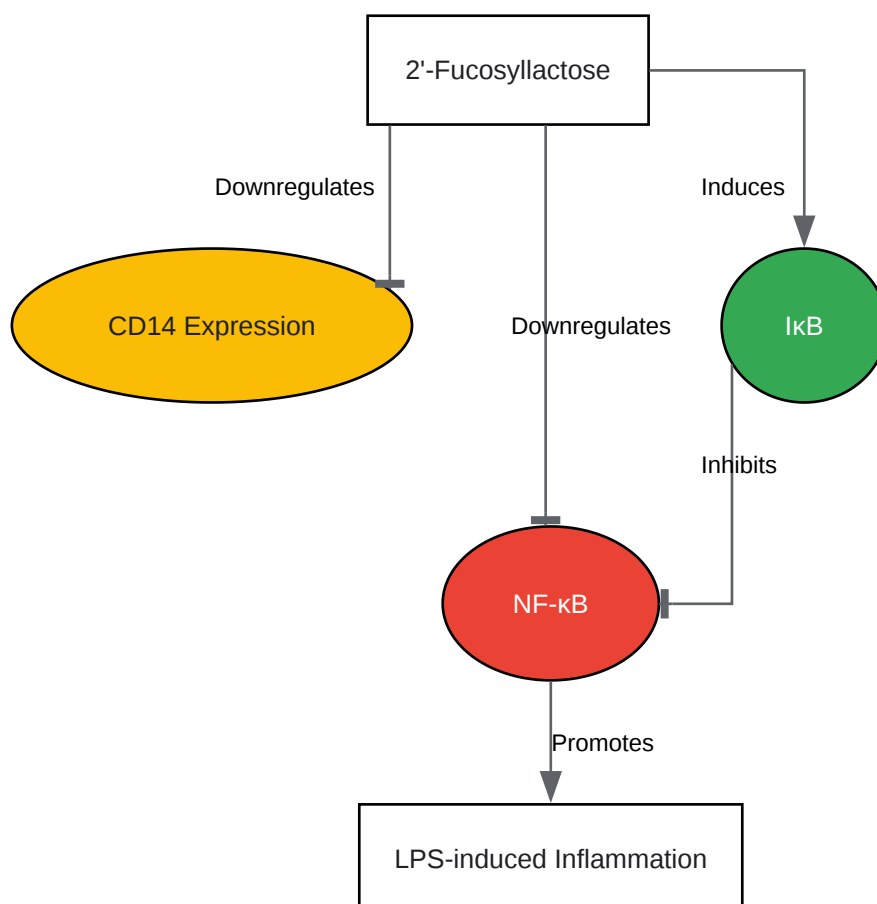 2'-Fucosyllactose
Downregulates
Induces
CD14 Expression
Downregulates
IκB
Inhibits
NF-κB
Promotes
LPS-induced Inflammation